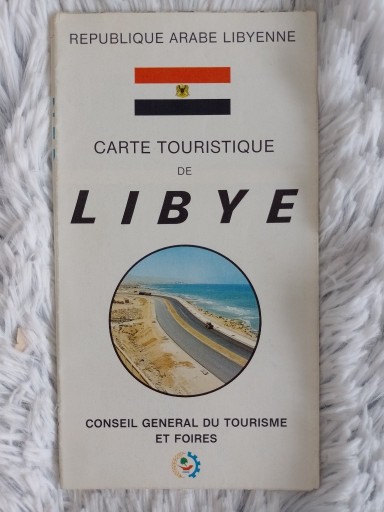 REPUBLIQUE ARABE LIBYENNE
CARTE TOURISTIQUE
DE
LIBYE
CONSEIL GENERAL DU TOURISME
ET FOIRES